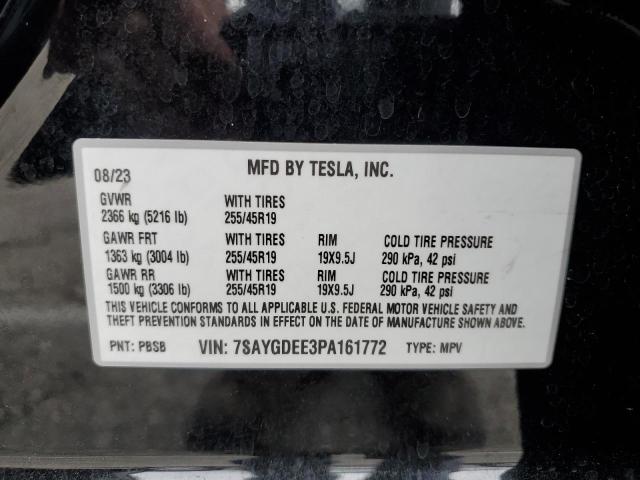 08/23 MFD BY TESLA, INC.
GVWR WITH TIRES
2366 kg (5216 lb) 255/45R19
GAWR FRT WITH TIRES RIM COLD TIRE PRESSURE
1363 kg (3004 lb) 255/45R19 19X9.5J 290 kPa, 42 psi
GAWR RR WITH TIRES RIM COLD TIRE PRESSURE
1500 kg (3306 lb) 255/45R19 19X9.5J 290 kPa, 42 psi
THIS VEHICLE CONFORMS TO ALL APPLICABLE U.S. FEDERAL MOTOR VEHICLE SAFETY AND
THEFT PREVENTION STANDARDS IN EFFECT ON THE DATE OF MANUFACTURE SHOWN ABOVE.
PNT: PBSB VIN: 7SAYGDEE3PA161772 TYPE: MPV